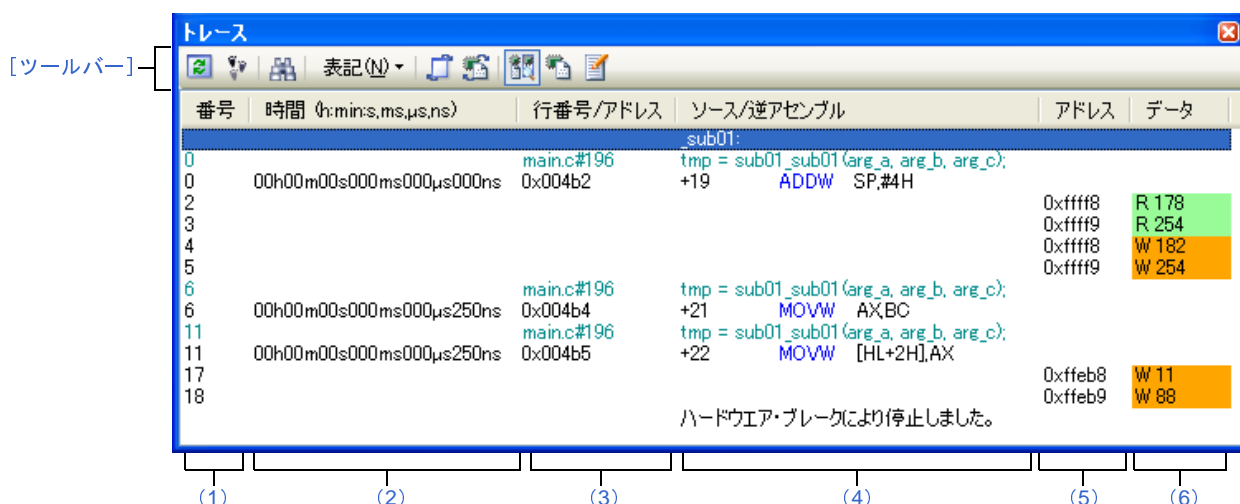 トレース
[ツールバー]
表記(N)
番号 時間 (h:min:s,ms,μs,ns) 行番号/アドレス ソース/逆アセンブル アドレス データ
_sub01:
0 main.c#196 tmp = sub01_sub01(arg_a, arg_b, arg_c);
0 00h00m00s000ms000μs000ns 0x004b2 +19 ADDW SP,#4H
2 0xffff8 R 178
3 0xffff9 R 254
4 0xffff8 W 182
5 0xffff9 W 254
6 main.c#196 tmp = sub01_sub01(arg_a, arg_b, arg_c);
6 00h00m00s000ms000μs250ns 0x004b4 +21 MOVW AX,BC
11 main.c#196 tmp = sub01_sub01(arg_a, arg_b, arg_c);
11 00h00m00s000ms000μs250ns 0x004b5 +22 MOVW [HL+2H],AX
17 0xffeb8 W 11
18 0xffeb9 W 88
ハードウエア・ブレークにより停止しました。
(1) (2) (3) (4) (5) (6)